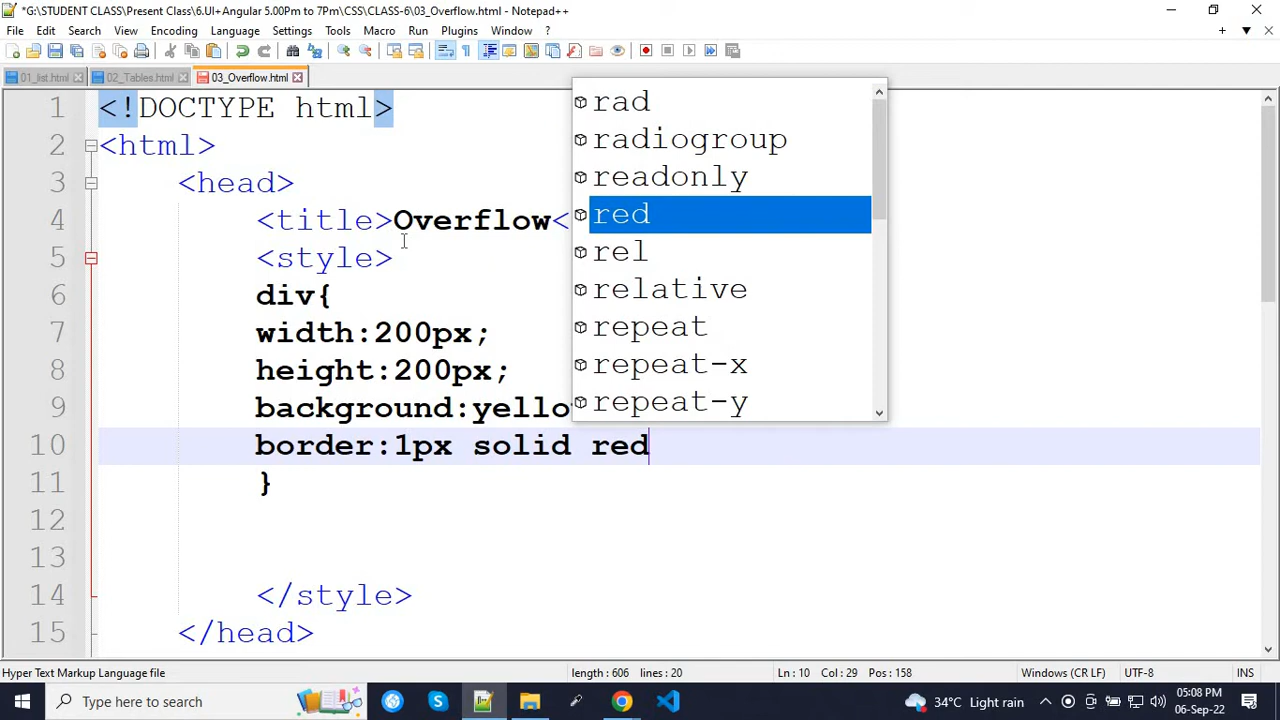 *G:\STUDENT CLASS\Present Class\6.UI+Angular 5.00Pm to 7Pm\CSS\CLASS-6\03_Overflow.html - Notepad++
File Edit Search View Encoding Language Settings Tools Macro Run Plugins Window ?
+ ▼ X
01_list.html 02_Tables.html 03_Overflow.html
1 <!DOCTYPE html>
2 <html>
3 <head>
4 <title>Overflow<
5 <style>
6 div{
7 width:200px;
8 height:200px;
9 background:yello
10 border:1px solid red
11 }
12
13
14 </style>
15 </head>
rad
radiogroup
readonly
red
rel
relative
repeat
repeat-x
repeat-y
Hyper Text Markup Language file length : 606 lines : 20 Ln : 10 Col : 29 Pos : 158 Windows (CR LF) UTF-8 INS
Type here to search 34°C Light rain 05:08 PM
06-Sep-22